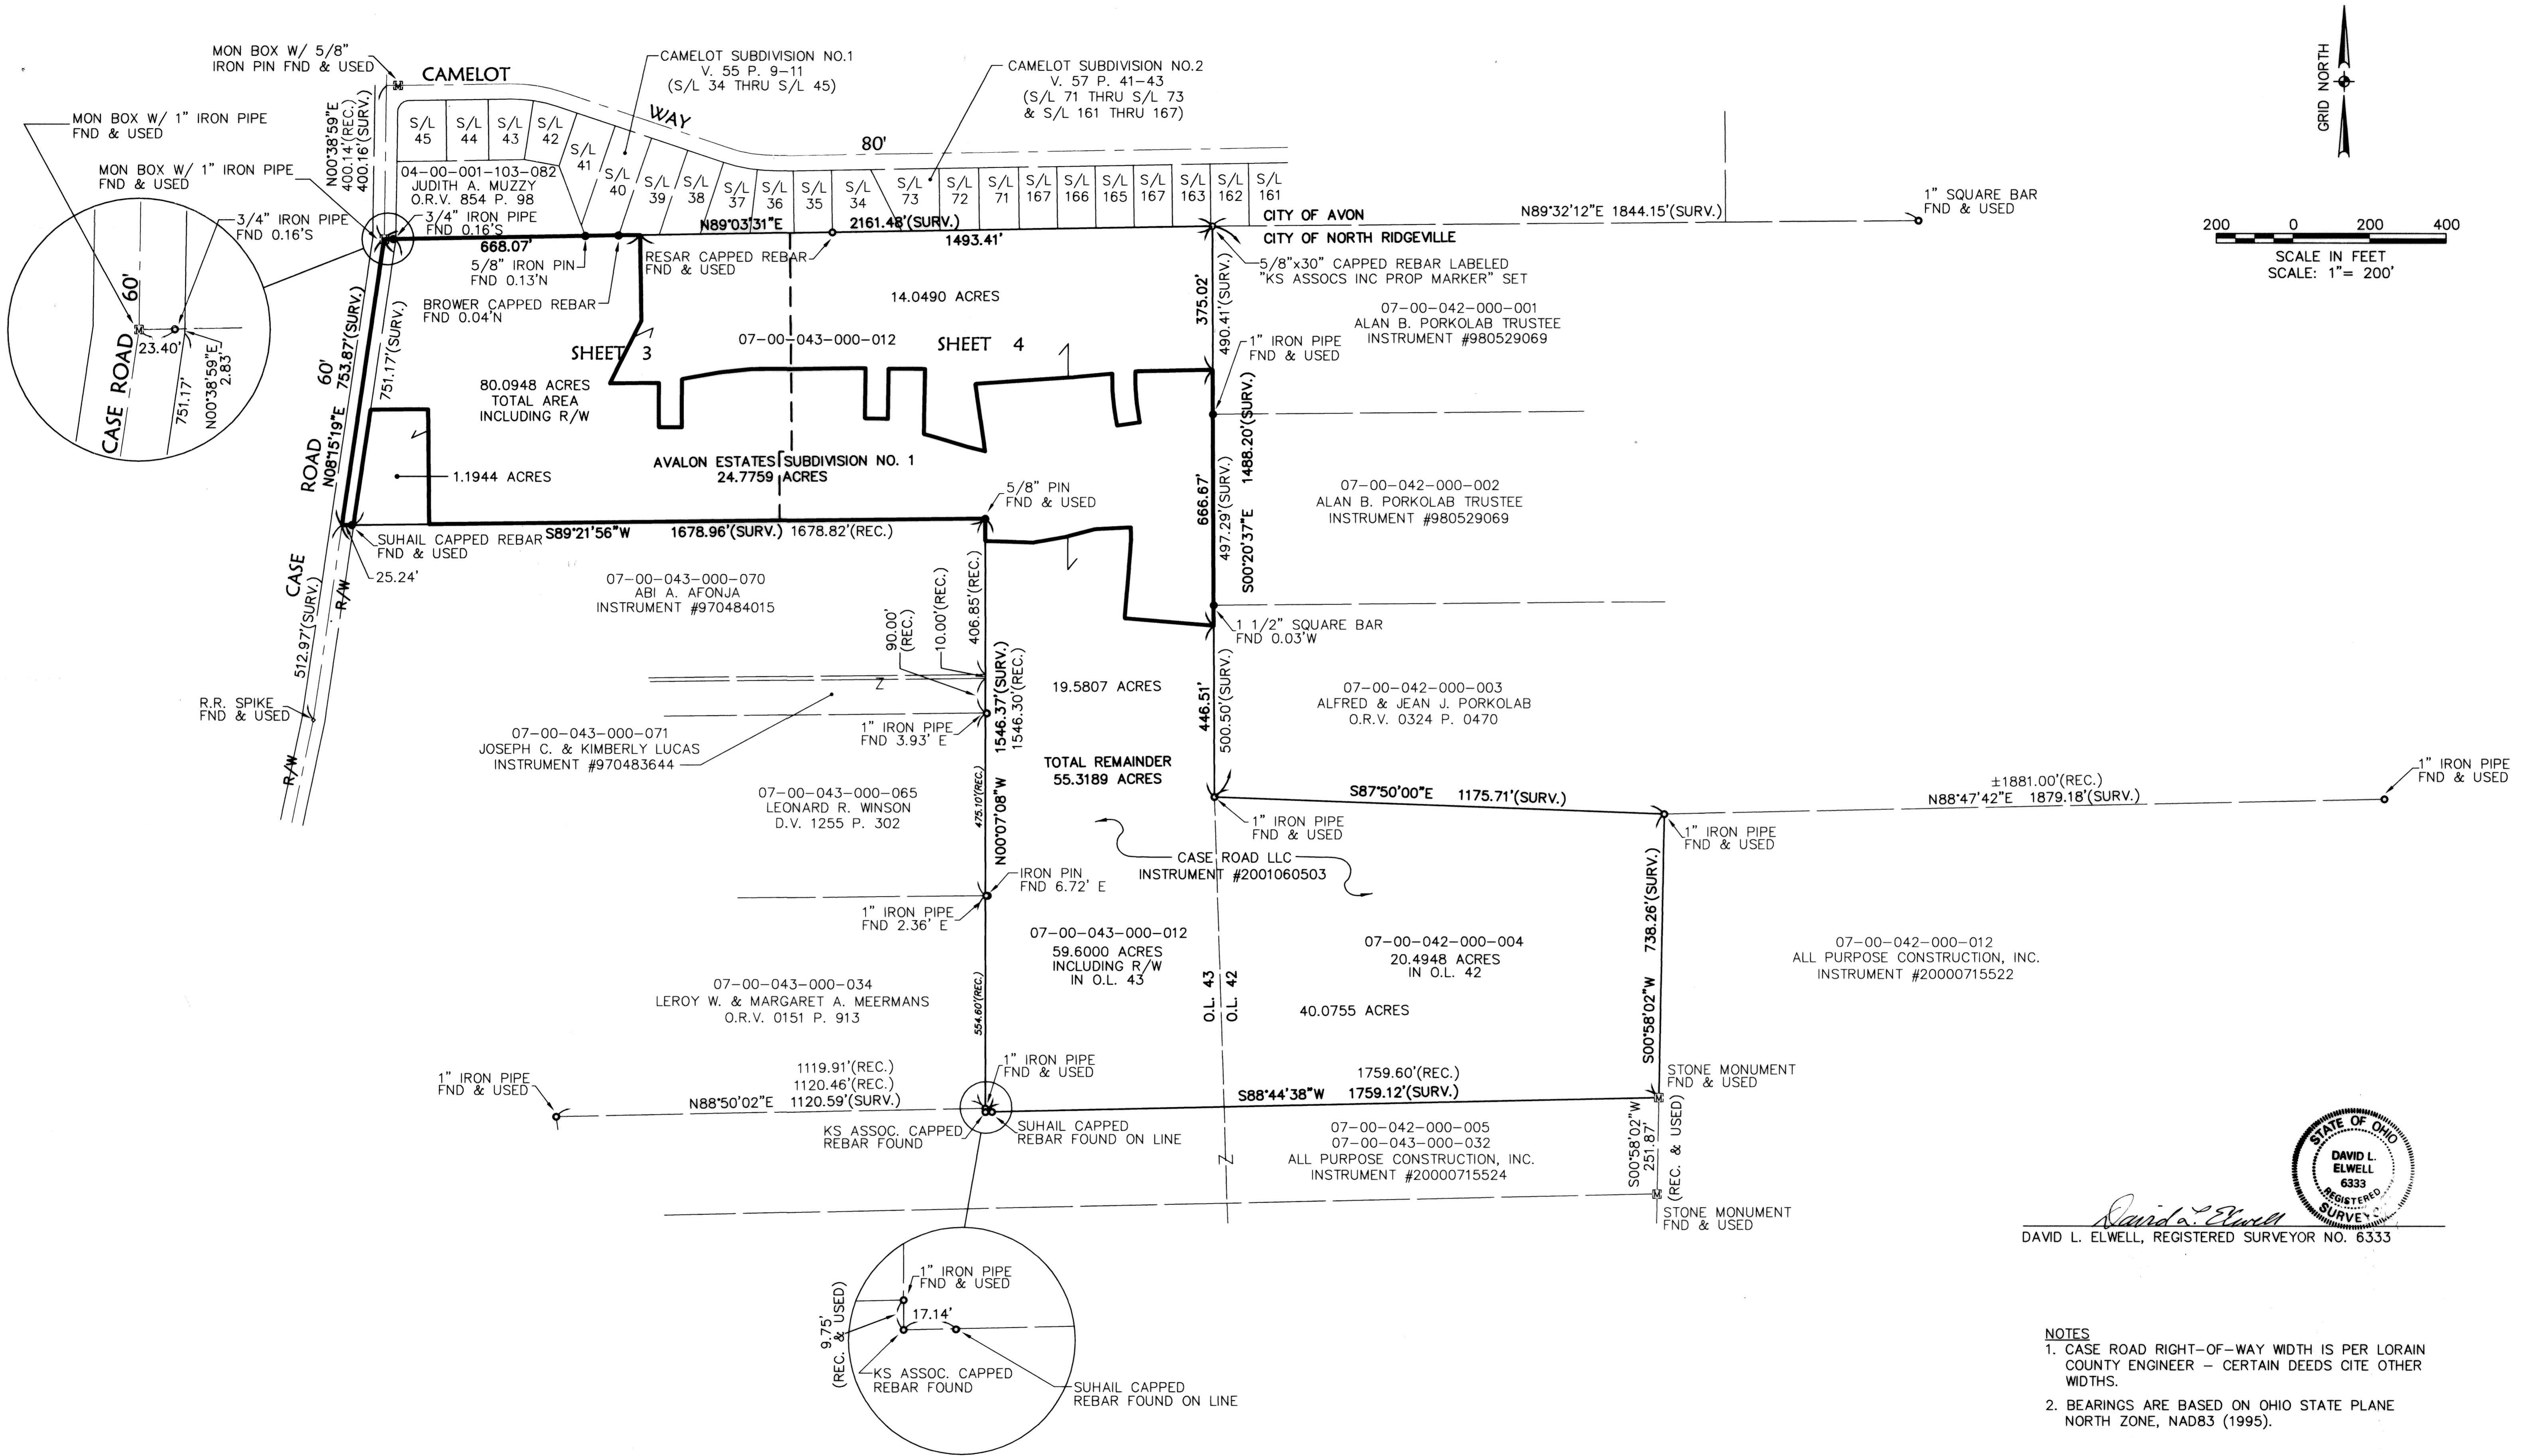 MON BOX W/ 5/8"
IRON PIN FND & USED
CAMELOT
WAY
80'
CAMELOT SUBDIVISION NO.1
V. 55 P. 9-11
(S/L 34 THRU S/L 45)
CAMELOT SUBDIVISION NO.2
V. 57 P. 41-43
(S/L 71 THRU S/L 73
& S/L 161 THRU 167)
GRID NORTH
MON BOX W/ 1" IRON PIPE
FND & USED
N00°38'59"E
400.14'(REC.)
400.16'(SURV.)
MON BOX W/ 1" IRON PIPE
FND & USED
S/L
45
S/L
44
S/L
43
S/L
42
S/L
41
S/L
40
S/L
39
S/L
38
S/L
37
S/L
36
S/L
35
S/L
34
S/L
73
S/L
72
S/L
71
S/L
167
S/L
166
S/L
165
S/L
167
S/L
163
S/L
162
S/L
161
04-00-001-103-082
JUDITH A. MUZZY
O.R.V. 854 P. 98
3/4" IRON PIPE
FND 0.16'S
3/4" IRON PIPE
FND 0.16'S
668.07'
N89°03'31"E
2161.48'(SURV.)
1493.41'
CITY OF AVON
CITY OF NORTH RIDGEVILLE
N89°32'12"E 1844.15'(SURV.)
1" SQUARE BAR
FND & USED
200 0 200 400
SCALE IN FEET
SCALE: 1"= 200'
5/8" IRON PIN
FND 0.13'N
BROWER CAPPED REBAR
FND 0.04'N
RESAR CAPPED REBAR
FND & USED
5/8"x30" CAPPED REBAR LABELED
"KS ASSOCS INC PROP MARKER" SET
14.0490 ACRES
07-00-043-000-012
SHEET 3
SHEET 4
80.0948 ACRES
TOTAL AREA
INCLUDING R/W
375.02'
490.41'(SURV.)
07-00-042-000-001
ALAN B. PORKOLAB TRUSTEE
INSTRUMENT #980529069
1" IRON PIPE
FND & USED
CASE ROAD 60'
23.40'
751.17'
N00°38'59"E
2.83'
CASE ROAD 60'
N08°15'19"E 753.87'(SURV.)
751.17'(SURV.)
1.1944 ACRES
AVALON ESTATES SUBDIVISION NO. 1
24.7759 ACRES
5/8" PIN
FND & USED
666.67'
497.29'(SURV.)
S00°20'37"E 1488.20'(SURV.)
07-00-042-000-002
ALAN B. PORKOLAB TRUSTEE
INSTRUMENT #980529069
SUHAIL CAPPED REBAR
FND & USED
S89°21'56"W 1678.96'(SURV.) 1678.82'(REC.)
25.24'
R/W
512.97'(SURV.)
R.R. SPIKE
FND & USED
R/W
07-00-043-000-070
ABI A. AFONJA
INSTRUMENT #970484015
90.00'
(REC.)
10.00'(REC.)
406.85'(REC.)
1 1/2" SQUARE BAR
FND 0.03'W
19.5807 ACRES
446.51'
500.50'(SURV.)
07-00-042-000-003
ALFRED & JEAN J. PORKOLAB
O.R.V. 0324 P. 0470
07-00-043-000-071
JOSEPH C. & KIMBERLY LUCAS
INSTRUMENT #970483644
1" IRON PIPE
FND 3.93' E
N00°07'08"W 1546.37'(SURV.)
1546.30'(REC.)
TOTAL REMAINDER
55.3189 ACRES
S87°50'00"E 1175.71'(SURV.)
±1881.00'(REC.)
N88°47'42"E 1879.18'(SURV.)
1" IRON PIPE
FND & USED
1" IRON PIPE
FND & USED
1" IRON PIPE
FND & USED
07-00-043-000-065
LEONARD R. WINSON
D.V. 1255 P. 302
475.10'(REC.)
CASE ROAD LLC
INSTRUMENT #2001060503
IRON PIN
FND 6.72' E
1" IRON PIPE
FND 2.36' E
07-00-043-000-012
59.6000 ACRES
INCLUDING R/W
IN O.L. 43
07-00-042-000-004
20.4948 ACRES
IN O.L. 42
40.0755 ACRES
O.L. 43
O.L. 42
S00°58'02"W 738.26'(SURV.)
07-00-042-000-012
ALL PURPOSE CONSTRUCTION, INC.
INSTRUMENT #20000715522
07-00-043-000-034
LEROY W. & MARGARET A. MEERMANS
O.R.V. 0151 P. 913
554.60'(REC.)
1" IRON PIPE
FND & USED
1119.91'(REC.)
1120.46'(REC.)
N88°50'02"E 1120.59'(SURV.)
1" IRON PIPE
FND & USED
1759.60'(REC.)
S88°44'38"W 1759.12'(SURV.)
STONE MONUMENT
FND & USED
KS ASSOC. CAPPED
REBAR FOUND
SUHAIL CAPPED
REBAR FOUND ON LINE
07-00-042-000-005
07-00-043-000-032
ALL PURPOSE CONSTRUCTION, INC.
INSTRUMENT #20000715524
S00°58'02"W
251.87'
(REC. & USED)
STONE MONUMENT
FND & USED
STATE OF OHIO
DAVID L.
ELWELL
6333
REGISTERED
SURVEYOR
David L. Elwell
DAVID L. ELWELL, REGISTERED SURVEYOR NO. 6333
1" IRON PIPE
FND & USED
17.14'
9.75'
(REC. & USED)
KS ASSOC. CAPPED
REBAR FOUND
SUHAIL CAPPED
REBAR FOUND ON LINE
NOTES
1. CASE ROAD RIGHT-OF-WAY WIDTH IS PER LORAIN
COUNTY ENGINEER - CERTAIN DEEDS CITE OTHER
WIDTHS.
2. BEARINGS ARE BASED ON OHIO STATE PLANE
NORTH ZONE, NAD83 (1995).